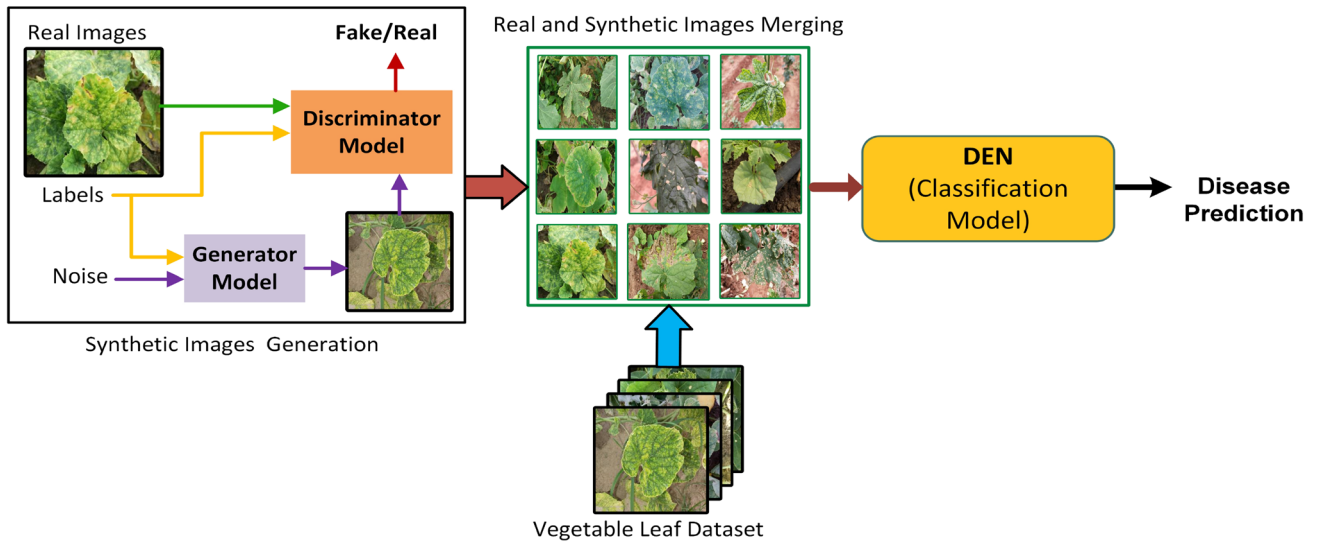 Real Images
Fake/Real
Discriminator
Model
Labels
Generator
Model
Noise
Synthetic Images Generation
Real and Synthetic Images Merging
Vegetable Leaf Dataset
DEN
(Classification
Model)
Disease
Prediction